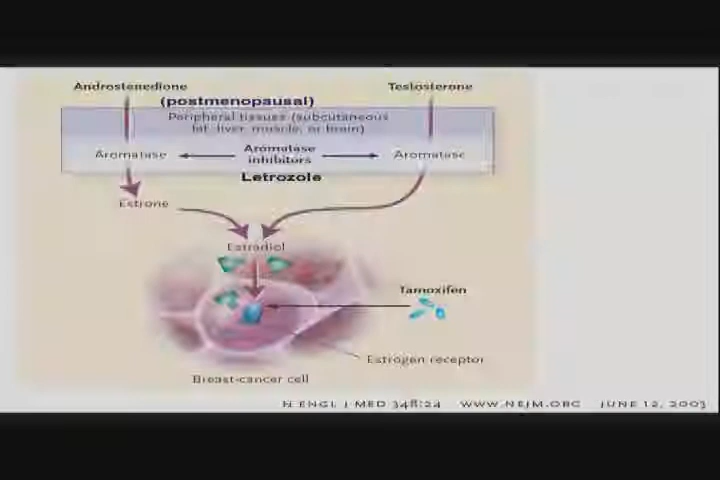 Androstenedione
Testosterone
(postmenopausal)
Peripheral tissues (subcutaneous
fat, liver, muscle, or brain)
Aromatase
Aromatase
inhibitors
Aromatase
Letrozole
Estrone
Estradiol
Tamoxifen
Estrogen receptor
Breast-cancer cell
N ENGL J MED 348;24 WWW.NEJM.ORG JUNE 12, 2003